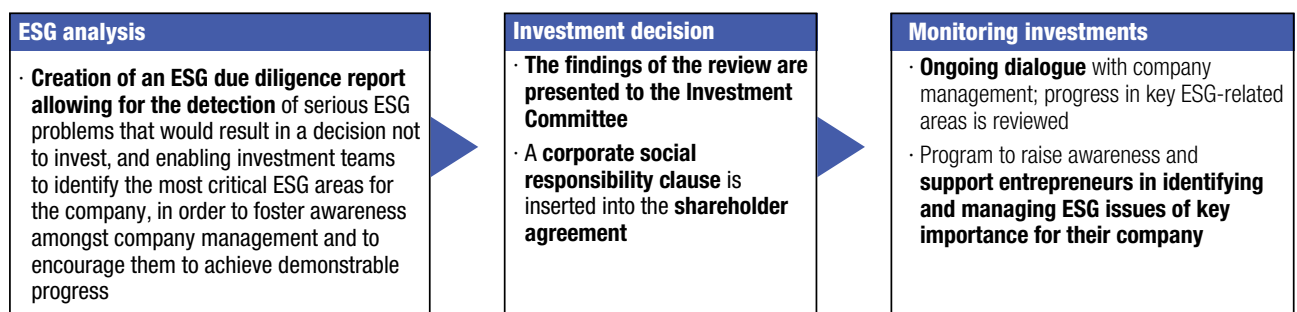 ESG analysis
· Creation of an ESG due diligence report
allowing for the detection of serious ESG
problems that would result in a decision not
to invest, and enabling investment teams
to identify the most critical ESG areas for
the company, in order to foster awareness
amongst company management and to
encourage them to achieve demonstrable
progress
Investment decision
· The findings of the review are
presented to the Investment
Committee
· A corporate social
responsibility clause is
inserted into the shareholder
agreement
Monitoring investments
· Ongoing dialogue with company
management; progress in key ESG-related
areas is reviewed
· Program to raise awareness and
support entrepreneurs in identifying
and managing ESG issues of key
importance for their company